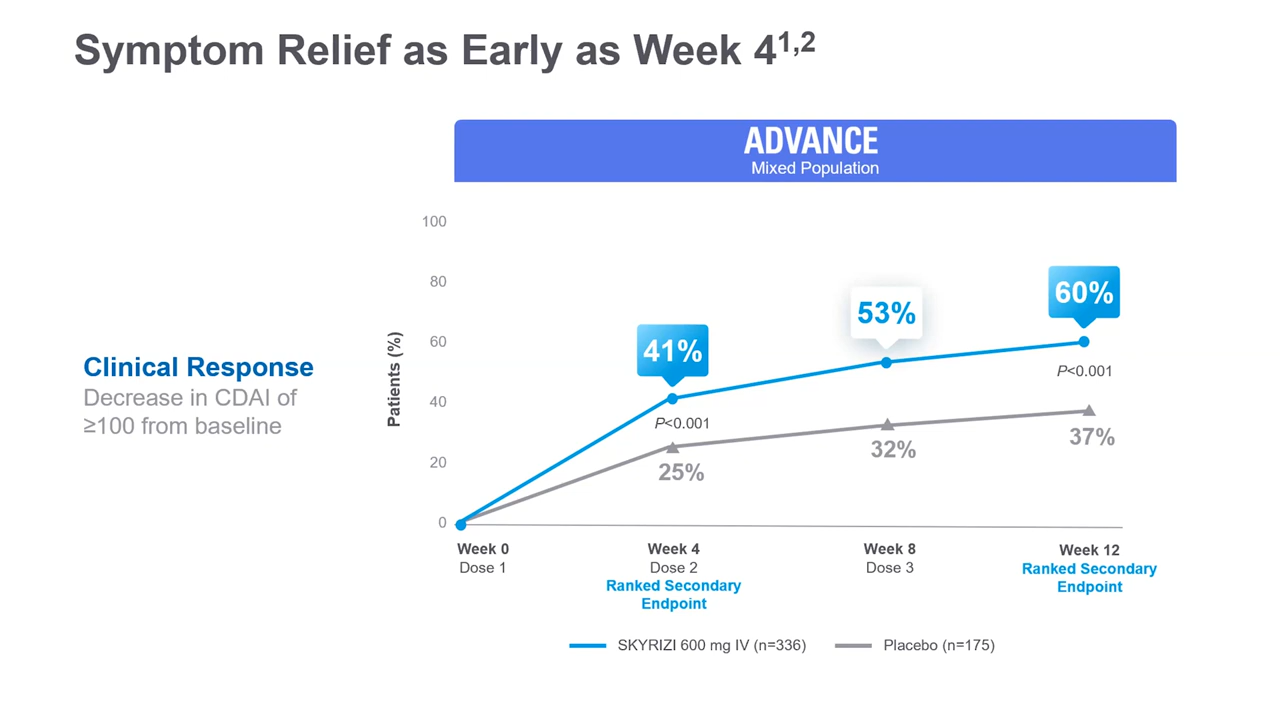 Symptom Relief as Early as Week 4¹,²
ADVANCE
Mixed Population
Clinical Response
Decrease in CDAI of
≥100 from baseline
Patients (%)
100
80
60
40
20
0
41%
53%
60%
P<0.001
P<0.001
25%
32%
37%
Week 0
Dose 1
Week 4
Dose 2
Ranked Secondary
Endpoint
Week 8
Dose 3
Week 12
Ranked Secondary
Endpoint
SKYRIZI 600 mg IV (n=336)
Placebo (n=175)